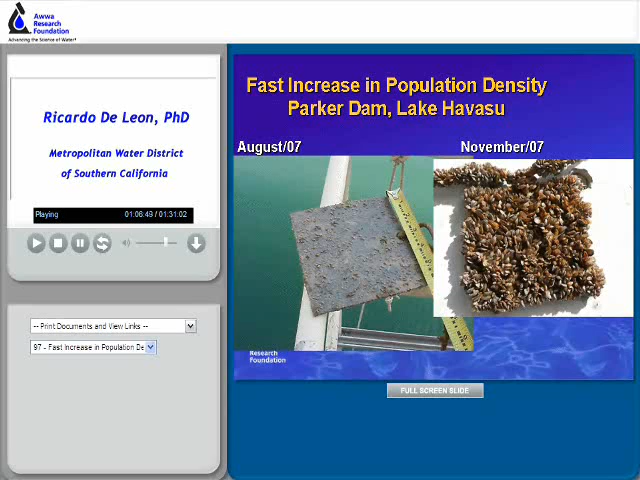 Awwa
Research
Foundation
Advancing the Science of Water®
Ricardo De Leon, PhD
Metropolitan Water District
of Southern California
Playing
01:06:48 / 01:31:02
-- Print Documents and View Links --
97 - Fast Increase in Population De
Fast Increase in Population Density
Parker Dam, Lake Havasu
August/07
November/07
Research
Foundation
FULL SCREEN SLIDE